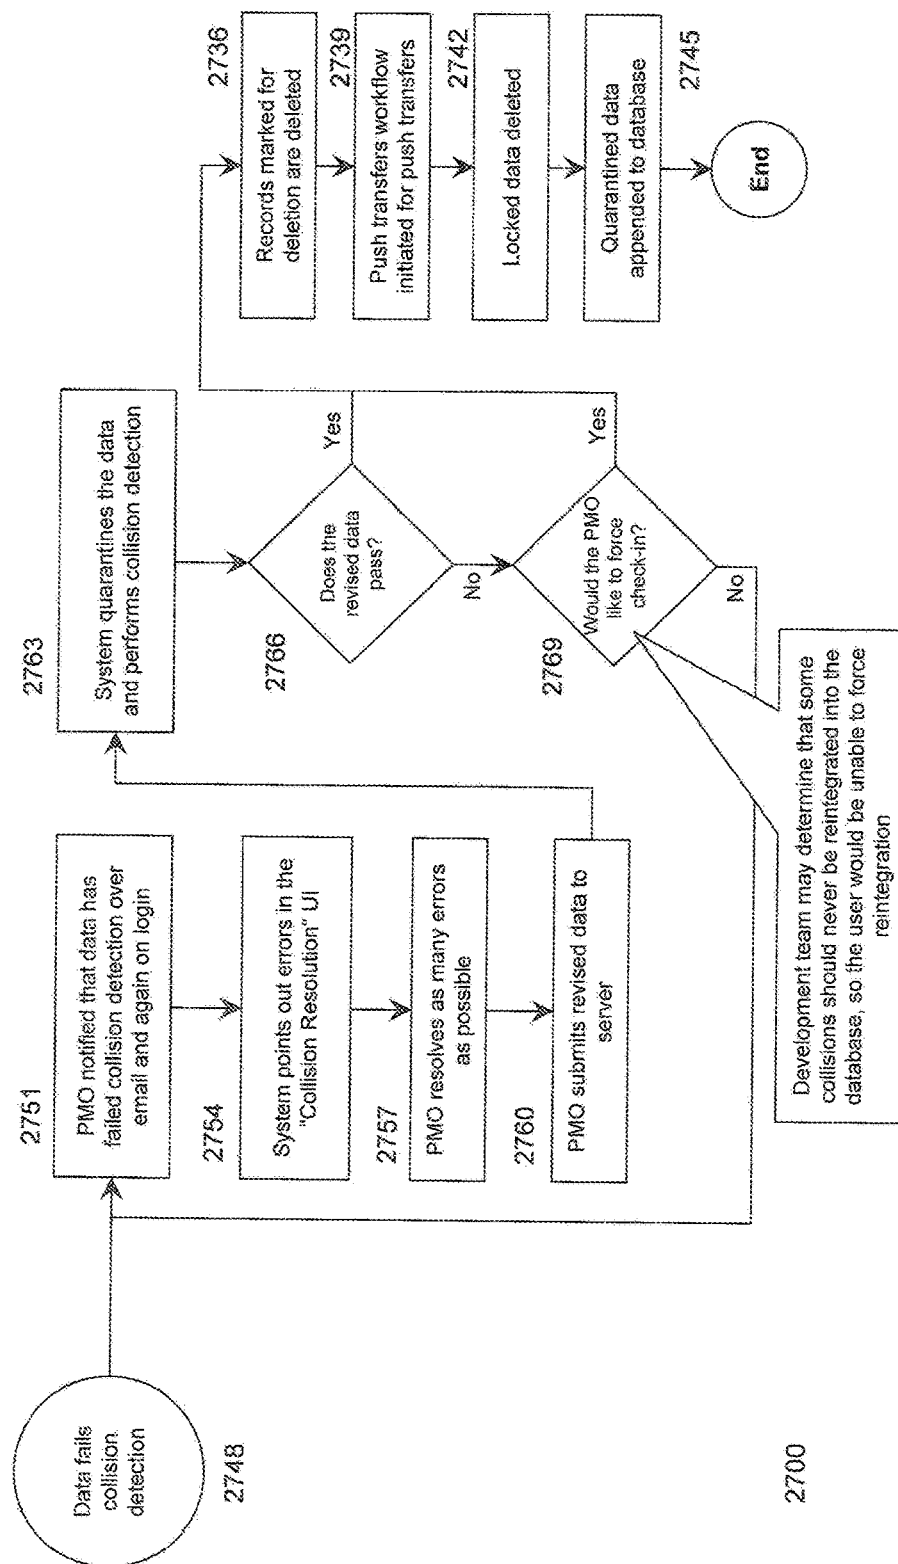 Data fails
collision
detection
2748
2751
PMO notified that data has
failed collision detection over
email and again on login
2754
System points out errors in the
"Collision Resolution" UI
2757
PMO resolves as many errors
as possible
2760
PMO submits revised data to
server
2763
System quarantines the data
and performs collision detection
2766
Does the
revised data
pass?
Yes
No
2769
Would the PMO
like to force
check-in?
Yes
No
Development team may determine that some
collisions should never be reintegrated into the
database, so the user would be unable to force
reintegration
2736
Records marked for
deletion are deleted
2739
Push transfers workflow
initiated for push transfers
2742
Locked data deleted
2745
Quarantined data
appended to database
End
2700